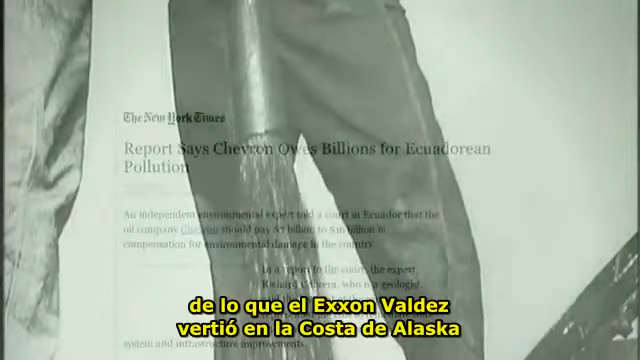 The New York Times
Report Says Chevron Owes Billions for Ecuadorean
Pollution
An independent environmental expert told a court in Ecuador that the
oil company Chevron should pay $7 billion to $16 billion in
compensation for environmental damage in the country.
In a report to the court, the expert,
Richard Cabrera, who is a geologist,
de lo que el Exxon Valdez
vertió en la Costa de Alaska
system and infrastructure improvements.